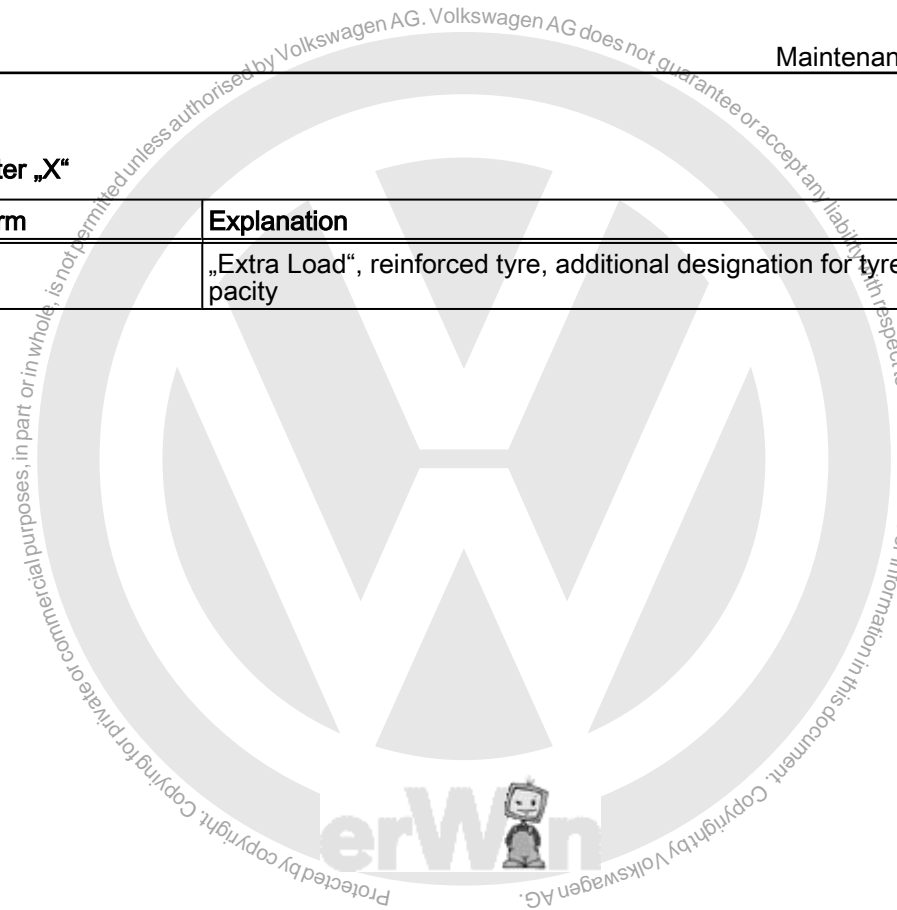 Maintenan
ter „X“
rm Explanation
„Extra Load“, reinforced tyre, additional designation for tyre
pacity
Protected by copyright. Copying for private or commercial purposes, in part or in whole, is not permitted unless authorised by Volkswagen AG. Volkswagen AG does not guarantee or accept any liability with respect to
or information in this document. Copyright by Volkswagen AG.
erWin